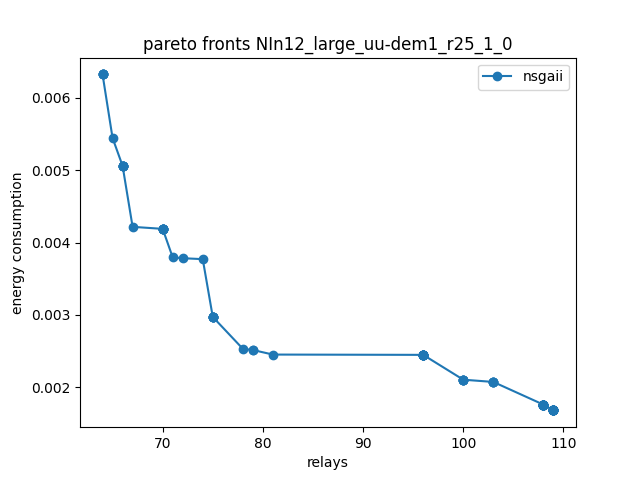 pareto fronts NIn12_large_uu-dem1_r25_1_0
nsgaii
0.006
0.005
0.004
0.003
0.002
energy consumption
70
80
90
100
110
relays